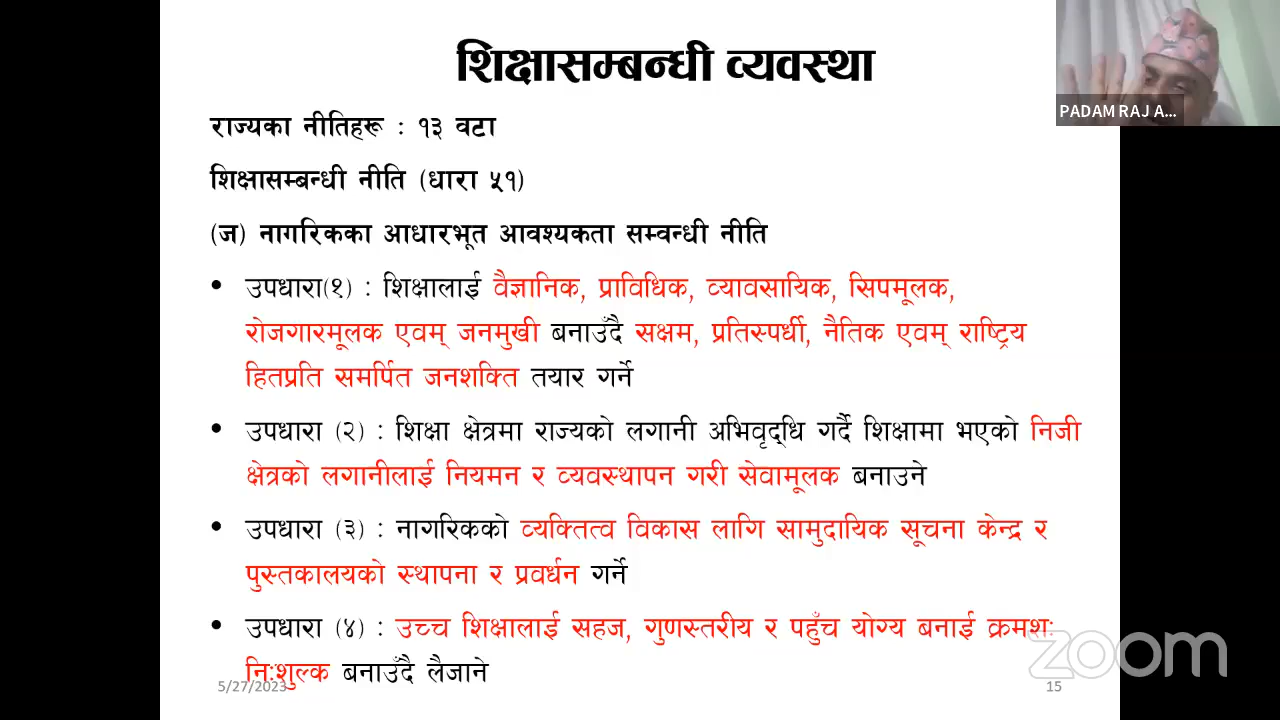 शिक्षासम्बन्धी व्यवस्था
PADAM RAJ A...
राज्यका नीतिहरू : १३ वटा
शिक्षासम्बन्धी नीति (धारा ५१)
(ज) नागरिकका आधारभूत आवश्यकता सम्वन्धी नीति
• उपधारा(१) : शिक्षालाई वैज्ञानिक, प्राविधिक, व्यावसायिक, सिपमूलक,
रोजगारमूलक एवम् जनमुखी बनाउँदै सक्षम, प्रतिस्पर्धी, नैतिक एवम् राष्ट्रिय
हितप्रति समर्पित जनशक्ति तयार गर्ने
• उपधारा (२) : शिक्षा क्षेत्रमा राज्यको लगानी अभिवृद्धि गर्दै शिक्षामा भएको निजी
क्षेत्रको लगानीलाई नियमन र व्यवस्थापन गरी सेवामूलक बनाउने
• उपधारा (३) : नागरिकको व्यक्तित्व विकास लागि सामुदायिक सूचना केन्द्र र
पुस्तकालयको स्थापना र प्रवर्धन गर्ने
• उपधारा (४) : उच्च शिक्षालाई सहज, गुणस्तरीय र पहुँच योग्य बनाई क्रमशः
निःशुल्क बनाउँदै लैजाने
zoom
5/27/2023
15